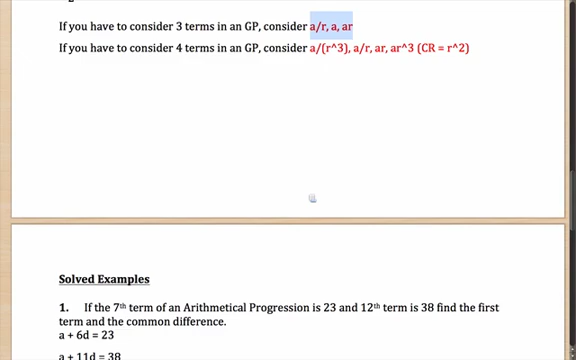 If you have to consider 3 terms in an GP, consider a/r, a, ar
If you have to consider 4 terms in an GP, consider a/(r^3), a/r, ar, ar^3 (CR = r^2)
Solved Examples
1. If the 7th term of an Arithmetical Progression is 23 and 12th term is 38 find the first
term and the common difference.
a + 6d = 23
a + 11d = 38